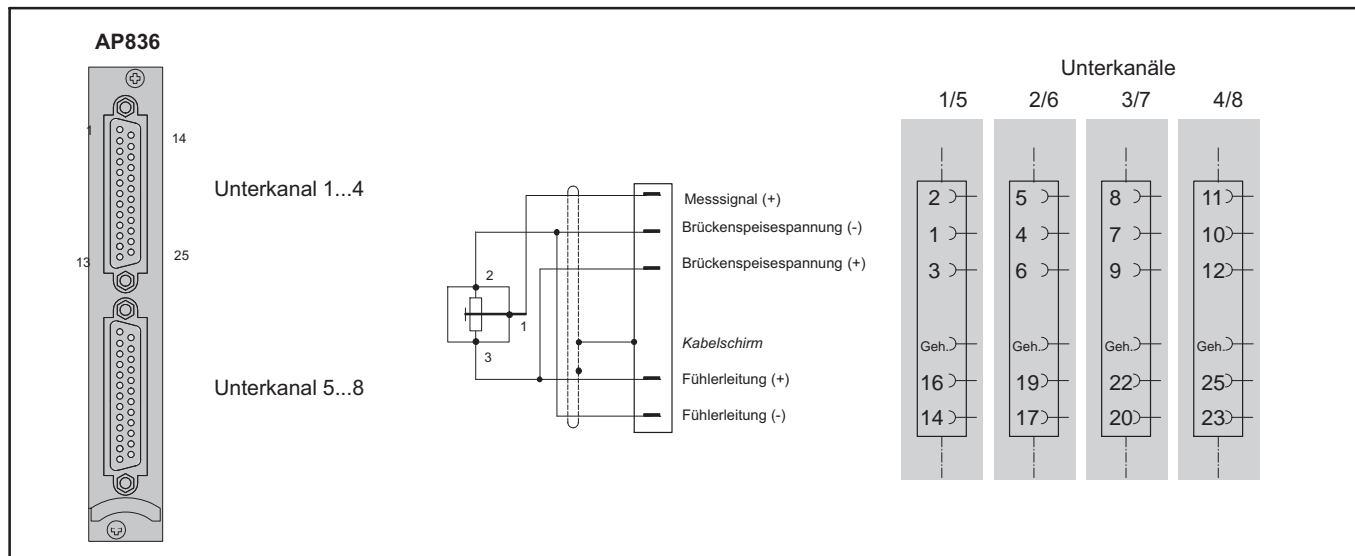 AP836
1
14
Unterkanal 1...4
13
25
Unterkanal 5...8
Messsignal (+)
Brückenspeisespannung (-)
Brückenspeisespannung (+)
2
1
3
Kabelschirm
Fühlerleitung (+)
Fühlerleitung (-)
Unterkanäle
1/5 2/6 3/7 4/8
2 5 8 11
1 4 7 10
3 6 9 12
Geh. Geh. Geh. Geh.
16 19 22 25
14 17 20 23